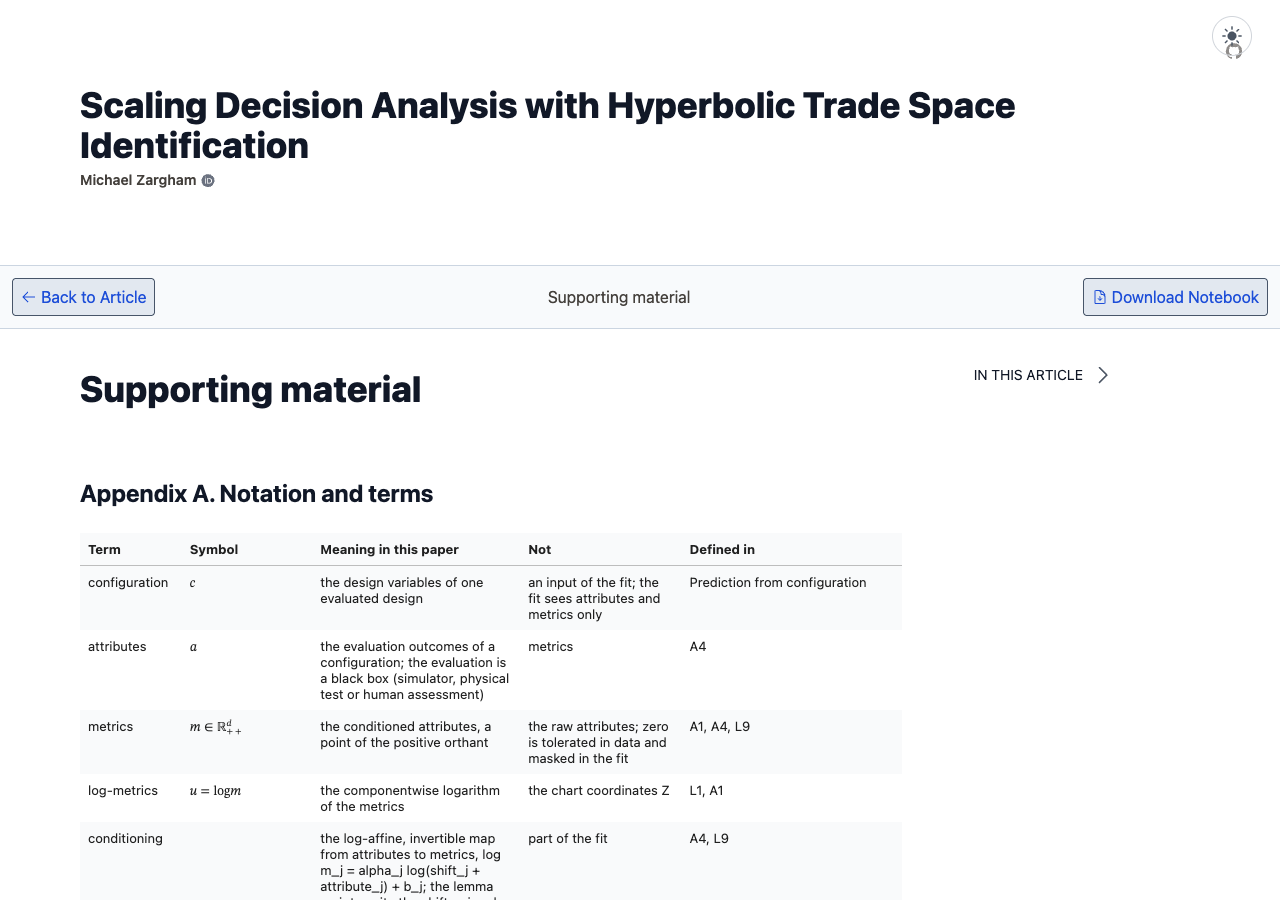 Scaling Decision Analysis with Hyperbolic Trade Space
Identification
Michael Zargham
Back to Article
Supporting material
Download Notebook
Supporting material
IN THIS ARTICLE
Appendix A. Notation and terms
Term Symbol Meaning in this paper Not Defined in
configuration c the design variables of one evaluated design an input of the fit; the fit sees attributes and metrics only Prediction from configuration
attributes a the evaluation outcomes of a configuration; the evaluation is a black box (simulator, physical test or human assessment) metrics A4
metrics m ∈ ℝ^d_++ the conditioned attributes, a point of the positive orthant the raw attributes; zero is tolerated in data and masked in the fit A1, A4, L9
log-metrics u = logm the componentwise logarithm of the metrics the chart coordinates Z L1, A1
conditioning the log-affine, invertible map from attributes to metrics, log m_j = alpha_j log(shift_j + attribute_j) + b_j; the lemma part of the fit A4, L9